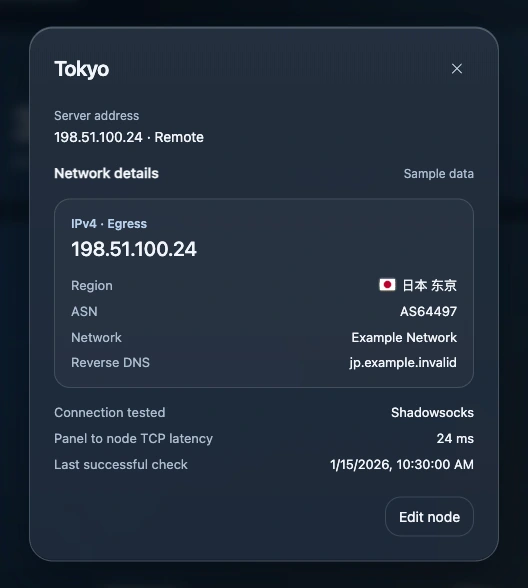 Tokyo
Server address
198.51.100.24 · Remote
Network details Sample data
IPv4 · Egress
198.51.100.24
Region 日本 东京
ASN AS64497
Network Example Network
Reverse DNS jp.example.invalid
Connection tested Shadowsocks
Panel to node TCP latency 24 ms
Last successful check 1/15/2026, 10:30:00 AM
Edit node